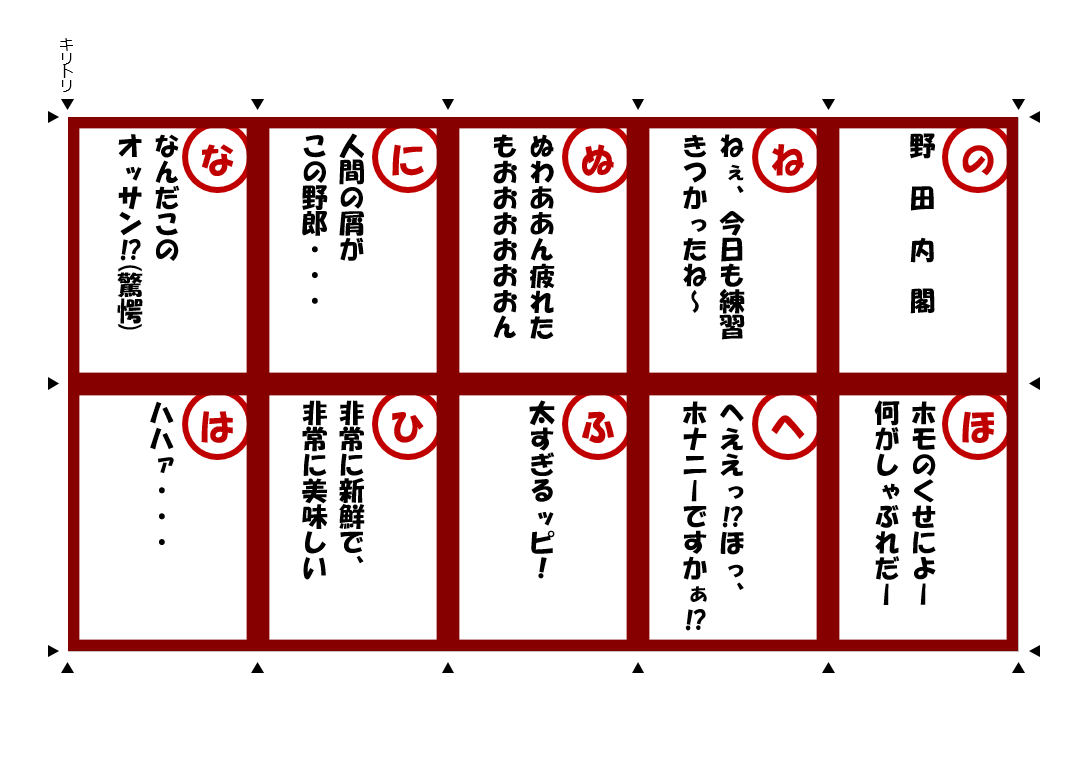 キリトリ
の
野田内閣
ね
ねぇ、今日も練習
きつかったね～
ぬ
ぬわああん疲れた
もおおおおおおん
に
人間の屑が
この野郎・・・
な
なんだこの
オッサン!?(驚愕)
ほ
ホモのくせによー
何がしゃぶれだー
へ
へええっ!?ほっ、
ホナニーですかぁ!?
ふ
太すぎるッピ！
ひ
非常に新鮮で、
非常に美味しい
は
ハハァ・・・